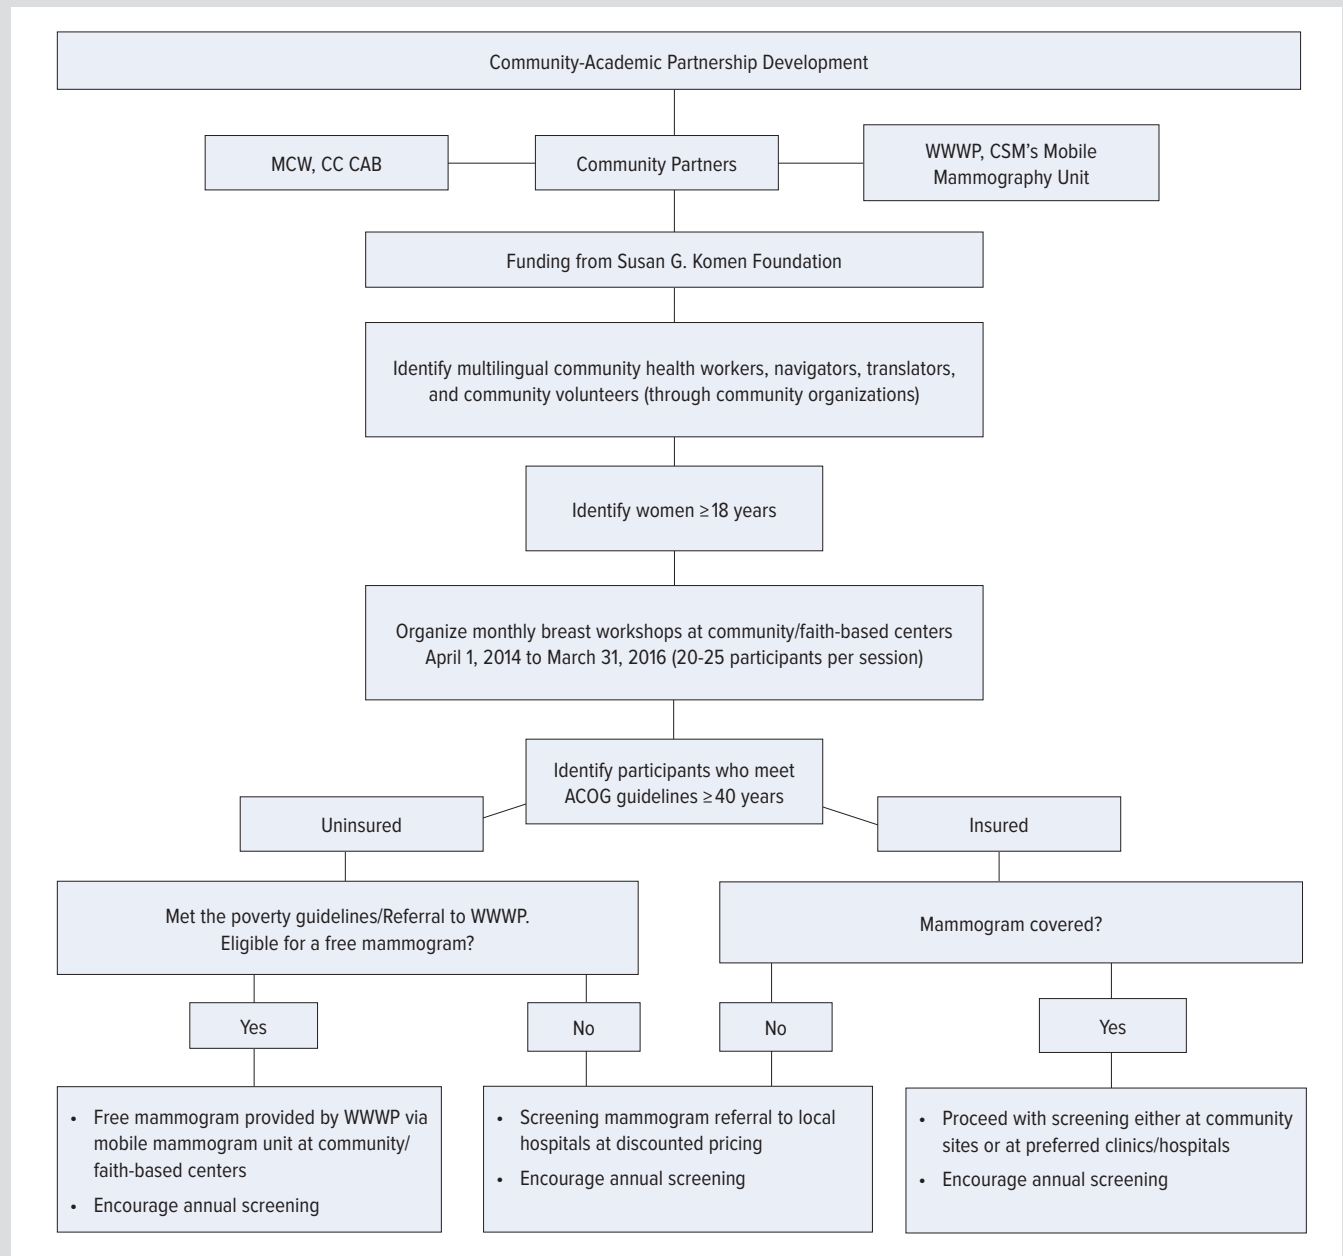 Community-Academic Partnership Development
MCW, CC CAB
Community Partners
WWWP, CSM’s Mobile
Mammography Unit
Funding from Susan G. Komen Foundation
Identify multilingual community health workers, navigators, translators,
and community volunteers (through community organizations)
Identify women ≥18 years
Organize monthly breast workshops at community/faith-based centers
April 1, 2014 to March 31, 2016 (20-25 participants per session)
Identify participants who meet
ACOG guidelines ≥40 years
Uninsured
Insured
Met the poverty guidelines/Referral to WWWP.
Eligible for a free mammogram?
Mammogram covered?
Yes
No
No
Yes
• Free mammogram provided by WWWP via
mobile mammogram unit at community/
faith-based centers
• Encourage annual screening
• Screening mammogram referral to local
hospitals at discounted pricing
• Encourage annual screening
• Proceed with screening either at community
sites or at preferred clinics/hospitals
• Encourage annual screening